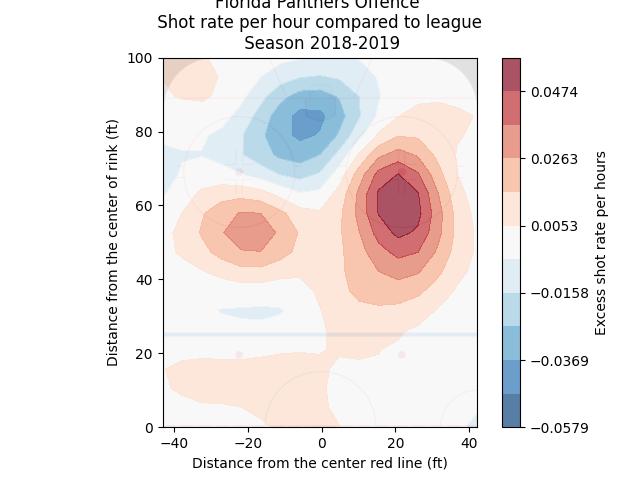 Florida Panthers Offence
Shot rate per hour compared to league
Season 2018-2019
100
80
60
40
20
0
−40
−20
0
20
40
Distance from the center of rink (ft)
Distance from the center red line (ft)
0.0474
0.0263
0.0053
−0.0158
−0.0369
−0.0579
Excess shot rate per hours